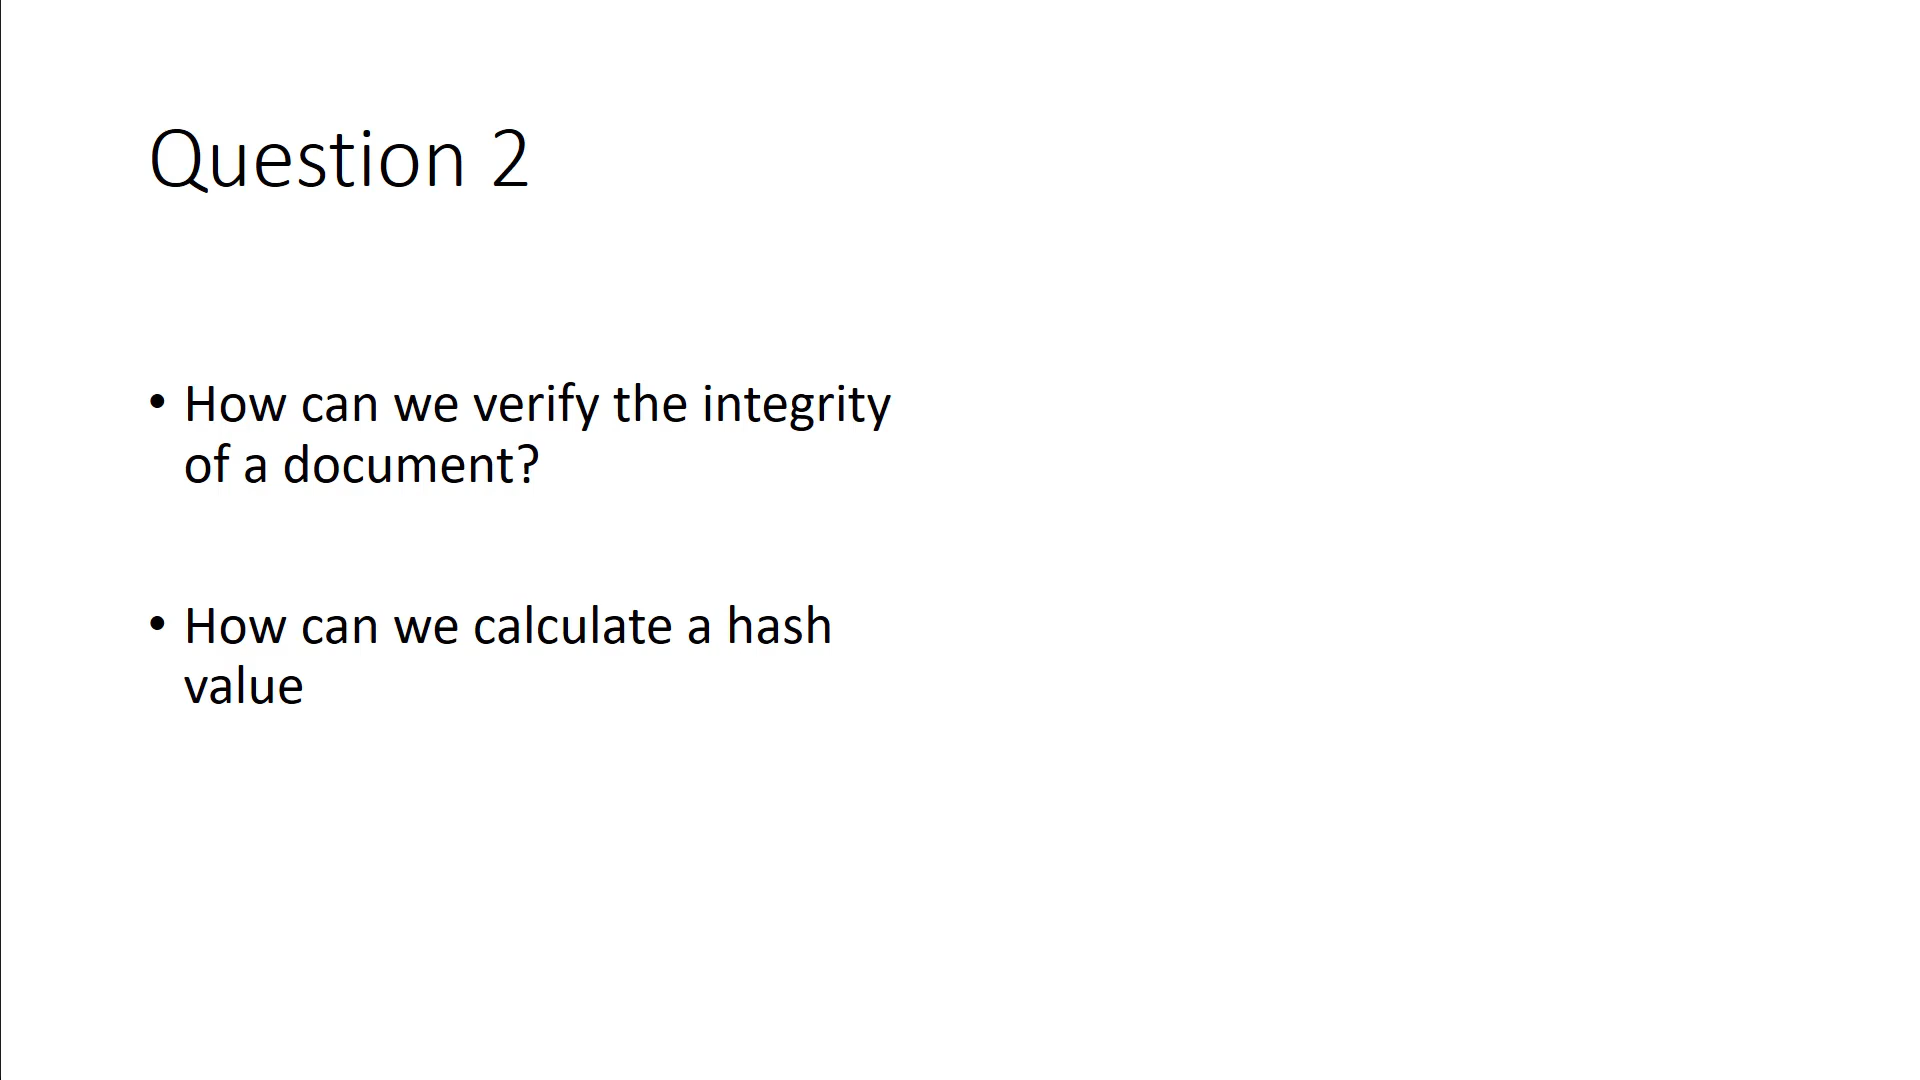 Question 2
• How can we verify the integrity
of a document?
• How can we calculate a hash
value